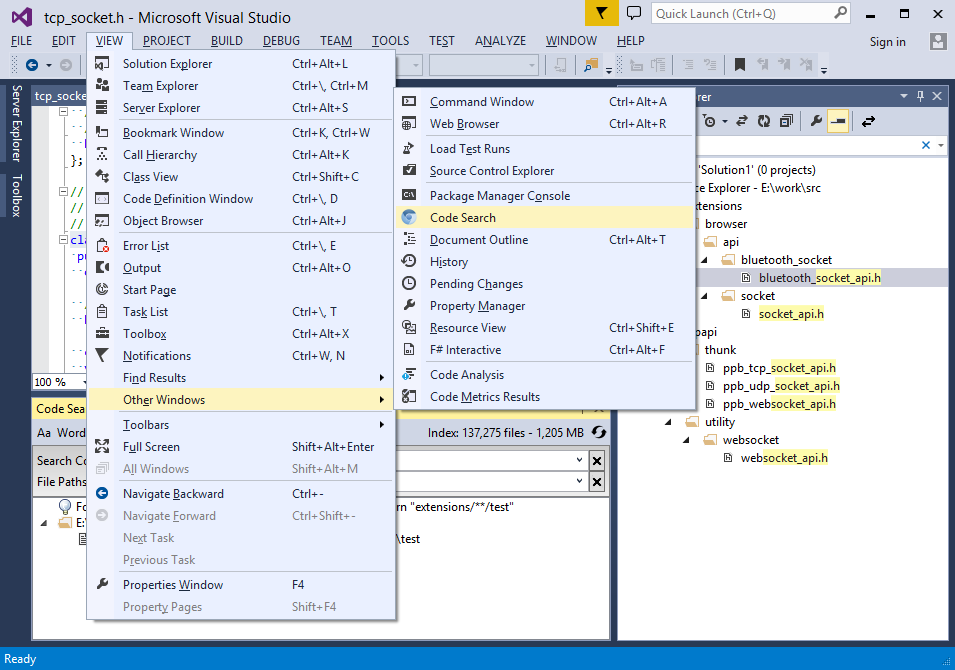 tcp_socket.h - Microsoft Visual Studio
Quick Launch (Ctrl+Q)
FILE EDIT VIEW PROJECT BUILD DEBUG TEAM TOOLS TEST ANALYZE WINDOW HELP
Sign in
Server Explorer
Toolbox
tcp_socke
};
//
//
//
cla
100 %
Solution Explorer Ctrl+Alt+L
Team Explorer Ctrl+\, Ctrl+M
Server Explorer Ctrl+Alt+S
Bookmark Window Ctrl+K, Ctrl+W
Call Hierarchy Ctrl+Alt+K
Class View Ctrl+Shift+C
Code Definition Window Ctrl+\, D
Object Browser Ctrl+Alt+J
Error List Ctrl+\, E
Output Ctrl+Alt+O
Start Page
Task List Ctrl+\, T
Toolbox Ctrl+Alt+X
Notifications Ctrl+W, N
Find Results
Other Windows
Toolbars
Full Screen Shift+Alt+Enter
All Windows Shift+Alt+M
Navigate Backward Ctrl+-
Navigate Forward Ctrl+Shift+-
Next Task
Previous Task
Properties Window F4
Property Pages Shift+F4
Command Window Ctrl+Alt+A
Web Browser Ctrl+Alt+R
Load Test Runs
Source Control Explorer
C:\
Package Manager Console
Code Search
Document Outline Ctrl+Alt+T
History
Pending Changes
Property Manager
Resource View Ctrl+Shift+E
F# Interactive Ctrl+Alt+F
Code Analysis
Code Metrics Results
rer
'Solution1' (0 projects)
ce Explorer - E:\work\src
xtensions
browser
api
bluetooth_socket
bluetooth_socket_api.h
socket
socket_api.h
papi
thunk
ppb_tcp_socket_api.h
ppb_udp_socket_api.h
ppb_websocket_api.h
utility
websocket
websocket_api.h
Code Sea
Aa Word
Index: 137,275 files - 1,205 MB
Search Co
File Paths
Fo
rn "extensions/**/test"
E:\
\test
Ready